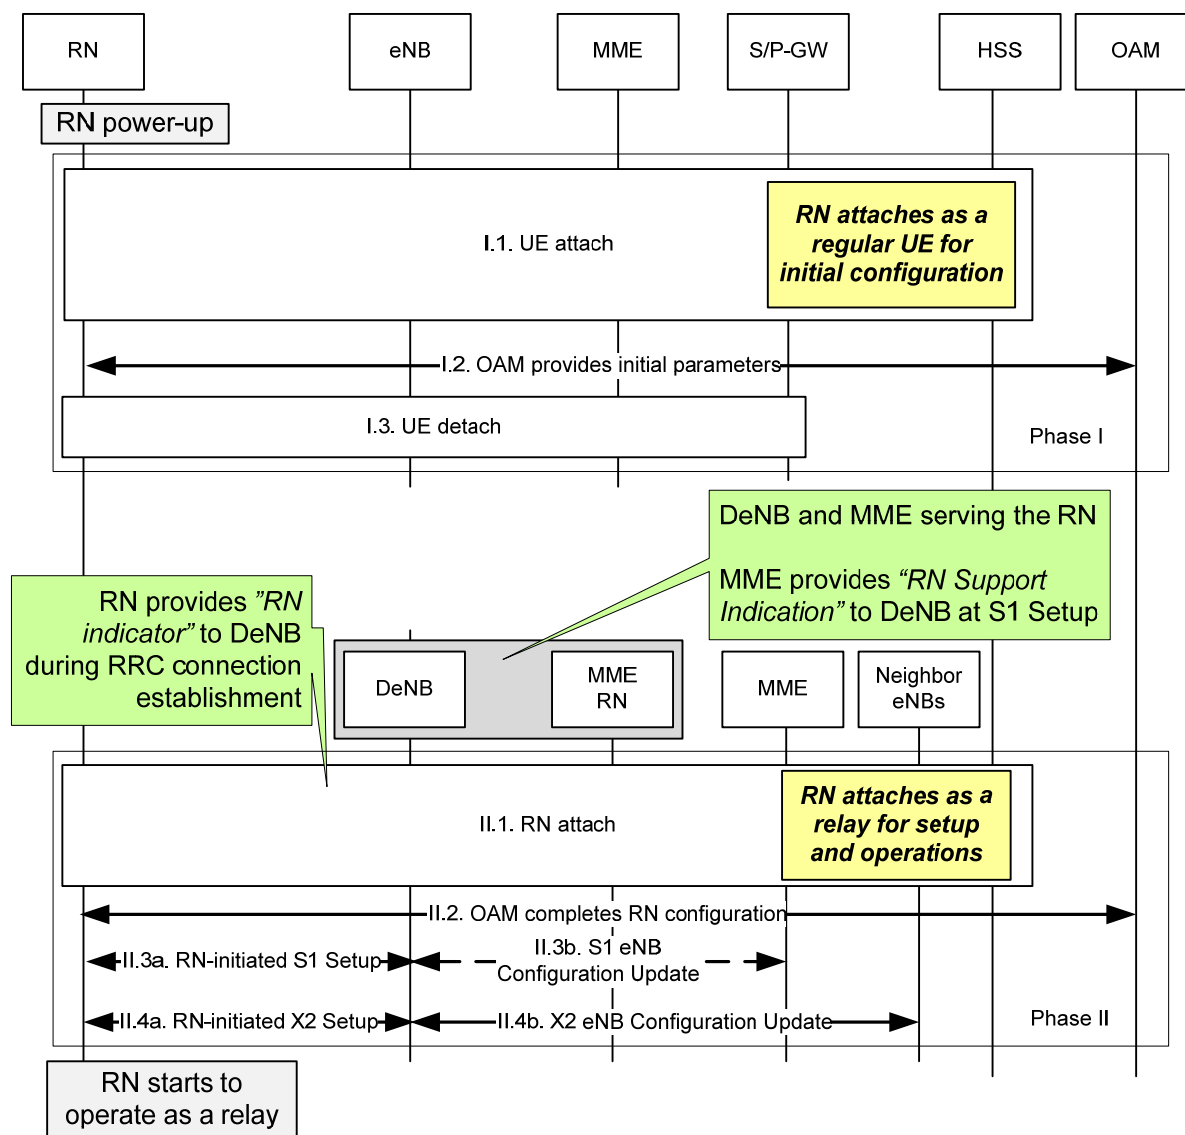 RN
eNB
MME
S/P-GW
HSS
OAM
RN power-up
I.1. UE attach
RN attaches as a
regular UE for
initial configuration
I.2. OAM provides initial parameters
I.3. UE detach
Phase I
DeNB and MME serving the RN
MME provides “RN Support
Indication” to DeNB at S1 Setup
RN provides ”RN
indicator” to DeNB
during RRC connection
establishment
DeNB
MME
RN
MME
Neighbor
eNBs
II.1. RN attach
RN attaches as a
relay for setup
and operations
II.2. OAM completes RN configuration
II.3a. RN-initiated S1 Setup
II.3b. S1 eNB
Configuration Update
II.4a. RN-initiated X2 Setup
II.4b. X2 eNB Configuration Update
Phase II
RN starts to
operate as a relay